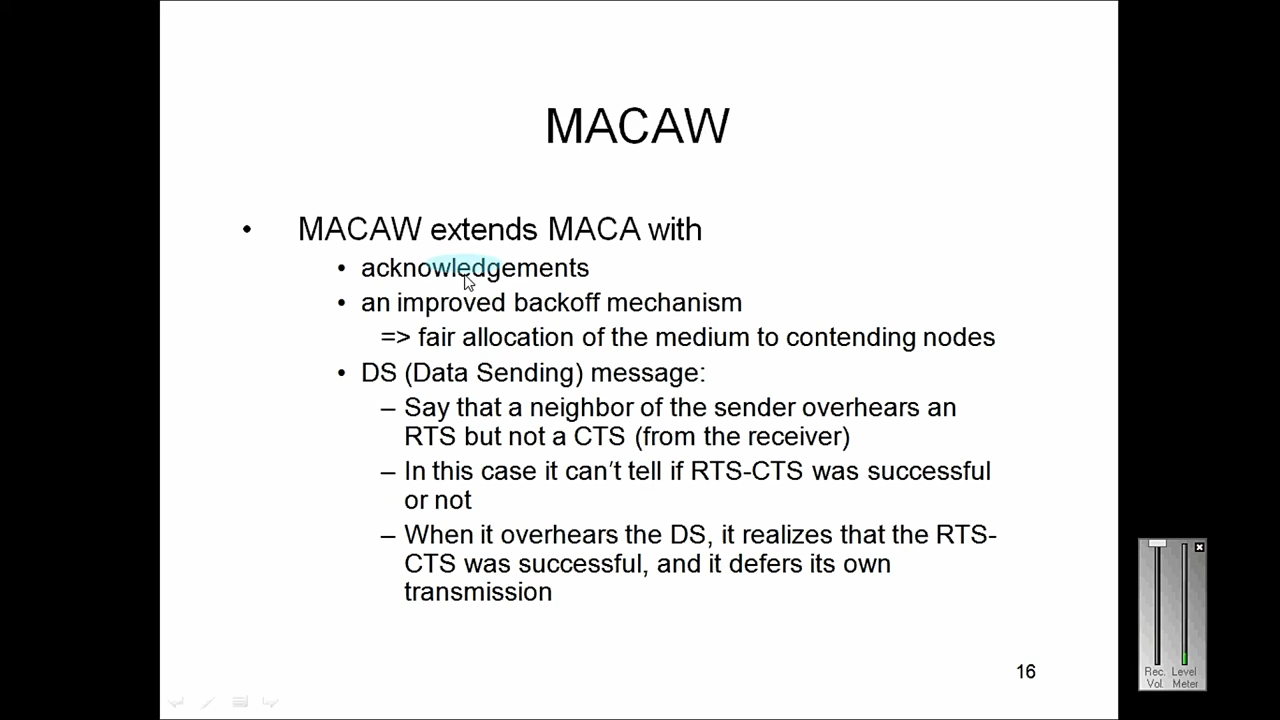 MACAW
• MACAW extends MACA with
• acknowledgements
• an improved backoff mechanism
=> fair allocation of the medium to contending nodes
• DS (Data Sending) message:
– Say that a neighbor of the sender overhears an
RTS but not a CTS (from the receiver)
– In this case it can't tell if RTS-CTS was successful
or not
– When it overhears the DS, it realizes that the RTS-
CTS was successful, and it defers its own
transmission
16
Rec. Level
Vol. Meter